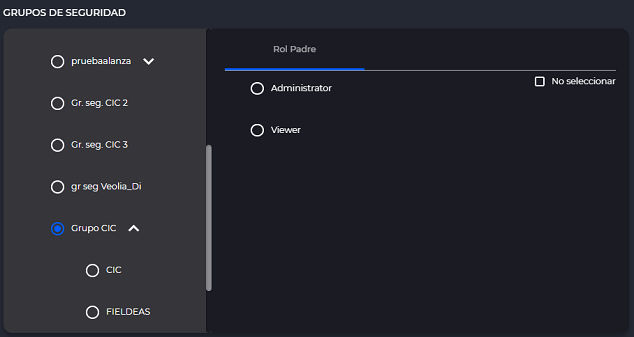 GRUPOS DE SEGURIDAD
pruebaalanza
Gr. seg. CIC 2
Gr. seg. CIC 3
gr seg Veolia_Di
Grupo CIC
CIC
FIELDEAS
Rol Padre
No seleccionar
Administrator
Viewer